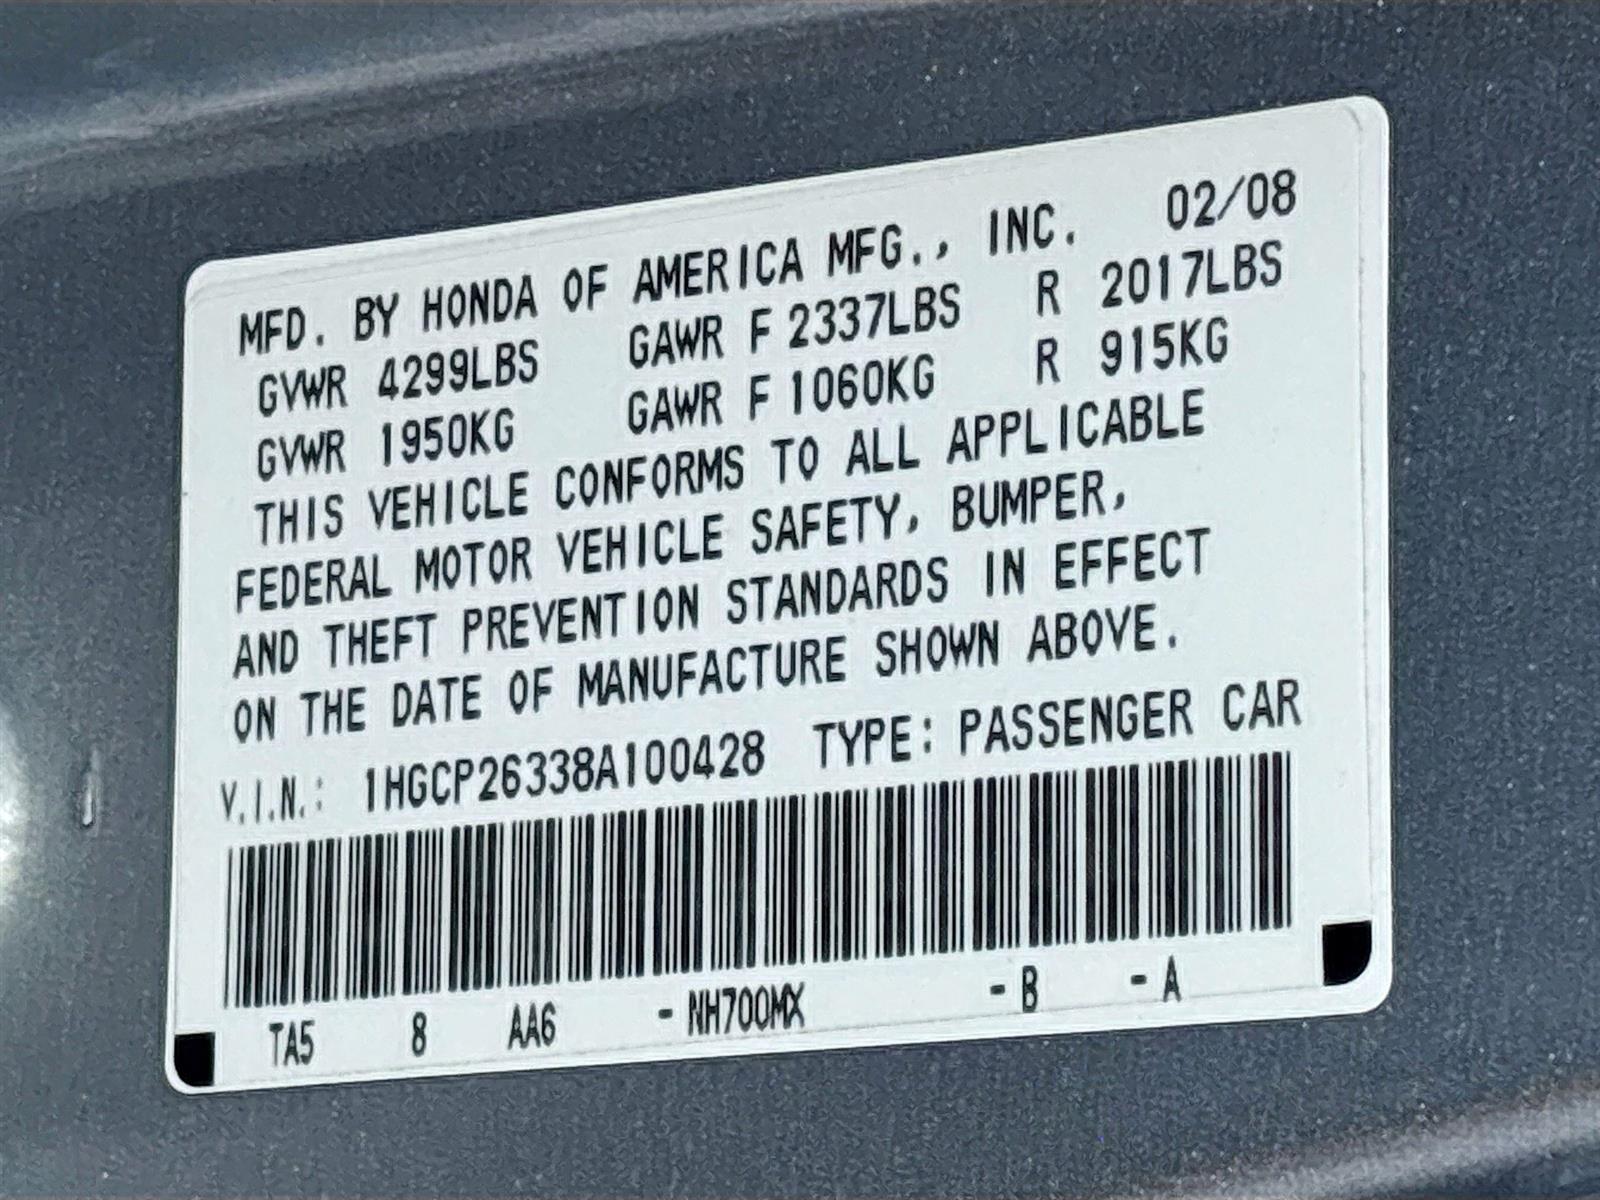 MFD. BY HONDA OF AMERICA MFG., INC. 02/08
GVWR 4299LBS GAWR F 2337LBS R 2017LBS
GVWR 1950KG GAWR F 1060KG R 915KG
THIS VEHICLE CONFORMS TO ALL APPLICABLE
FEDERAL MOTOR VEHICLE SAFETY, BUMPER,
AND THEFT PREVENTION STANDARDS IN EFFECT
ON THE DATE OF MANUFACTURE SHOWN ABOVE.
V.I.N.: 1HGCP26338A100428 TYPE: PASSENGER CAR
TA5 8 AA6 -NH700MX -B -A